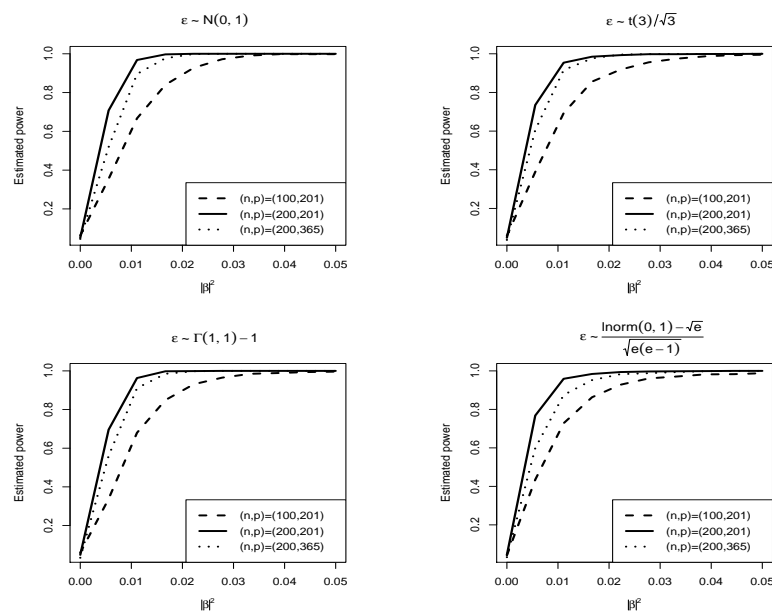 ε ~ N(0, 1)
Estimated power
1.0
0.8
0.6
0.4
0.2
(n,p)=(100,201)
(n,p)=(200,201)
(n,p)=(200,365)
0.00 0.01 0.02 0.03 0.04 0.05
|β|²
ε ~ t(3)/√3
Estimated power
1.0
0.8
0.6
0.4
0.2
(n,p)=(100,201)
(n,p)=(200,201)
(n,p)=(200,365)
0.00 0.01 0.02 0.03 0.04 0.05
|β|²
ε ~ Γ(1, 1) − 1
Estimated power
1.0
0.8
0.6
0.4
0.2
(n,p)=(100,201)
(n,p)=(200,201)
(n,p)=(200,365)
0.00 0.01 0.02 0.03 0.04 0.05
|β|²
lnorm(0, 1) − √e
ε ~
√e(e − 1)
Estimated power
1.0
0.8
0.6
0.4
0.2
(n,p)=(100,201)
(n,p)=(200,201)
(n,p)=(200,365)
0.00 0.01 0.02 0.03 0.04 0.05
|β|²